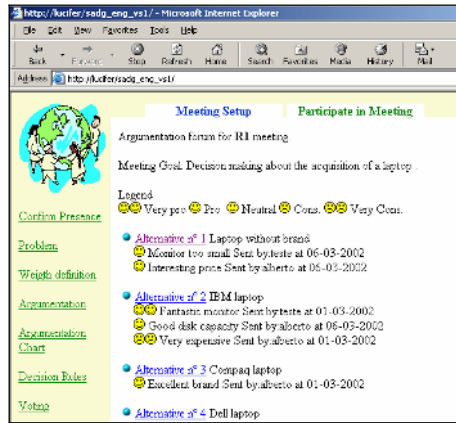 http://lucifer/sadg_eng_vs1/ - Microsoft Internet Explorer
File Edit View Favorites Tools Help
Back Forward Stop Refresh Home Search Favorites Media History Mail
Address http://lucifer/sadg_eng_vs1/
Meeting Setup Participate in Meeting
Argumentation forum for R1 meeting
Meeting Goal: Decision making about the acquisition of a laptop .
Legend
Very pro Pro Neutral Cons. Very Cons.
Confirm Presence
Problem
Weigth definition
Argumentation
Argumentation
Chart
Decision Rules
Voting
Alternative nº 1 Laptop without brand
Monitor too small Sent by:teste at 06-03-2002
Interesting price Sent by:alberto at 06-03-2002
Alternative nº 2 IBM laptop
Fantastic monitor Sent by:teste at 01-03-2002
Good disk capacity Sent by:alberto at 06-03-2002
Very expensive Sent by:alberto at 01-03-2002
Alternative nº 3 Compaq laptop
Excellent brand Sent by:alberto at 01-03-2002
Alternative nº 4 Dell laptop